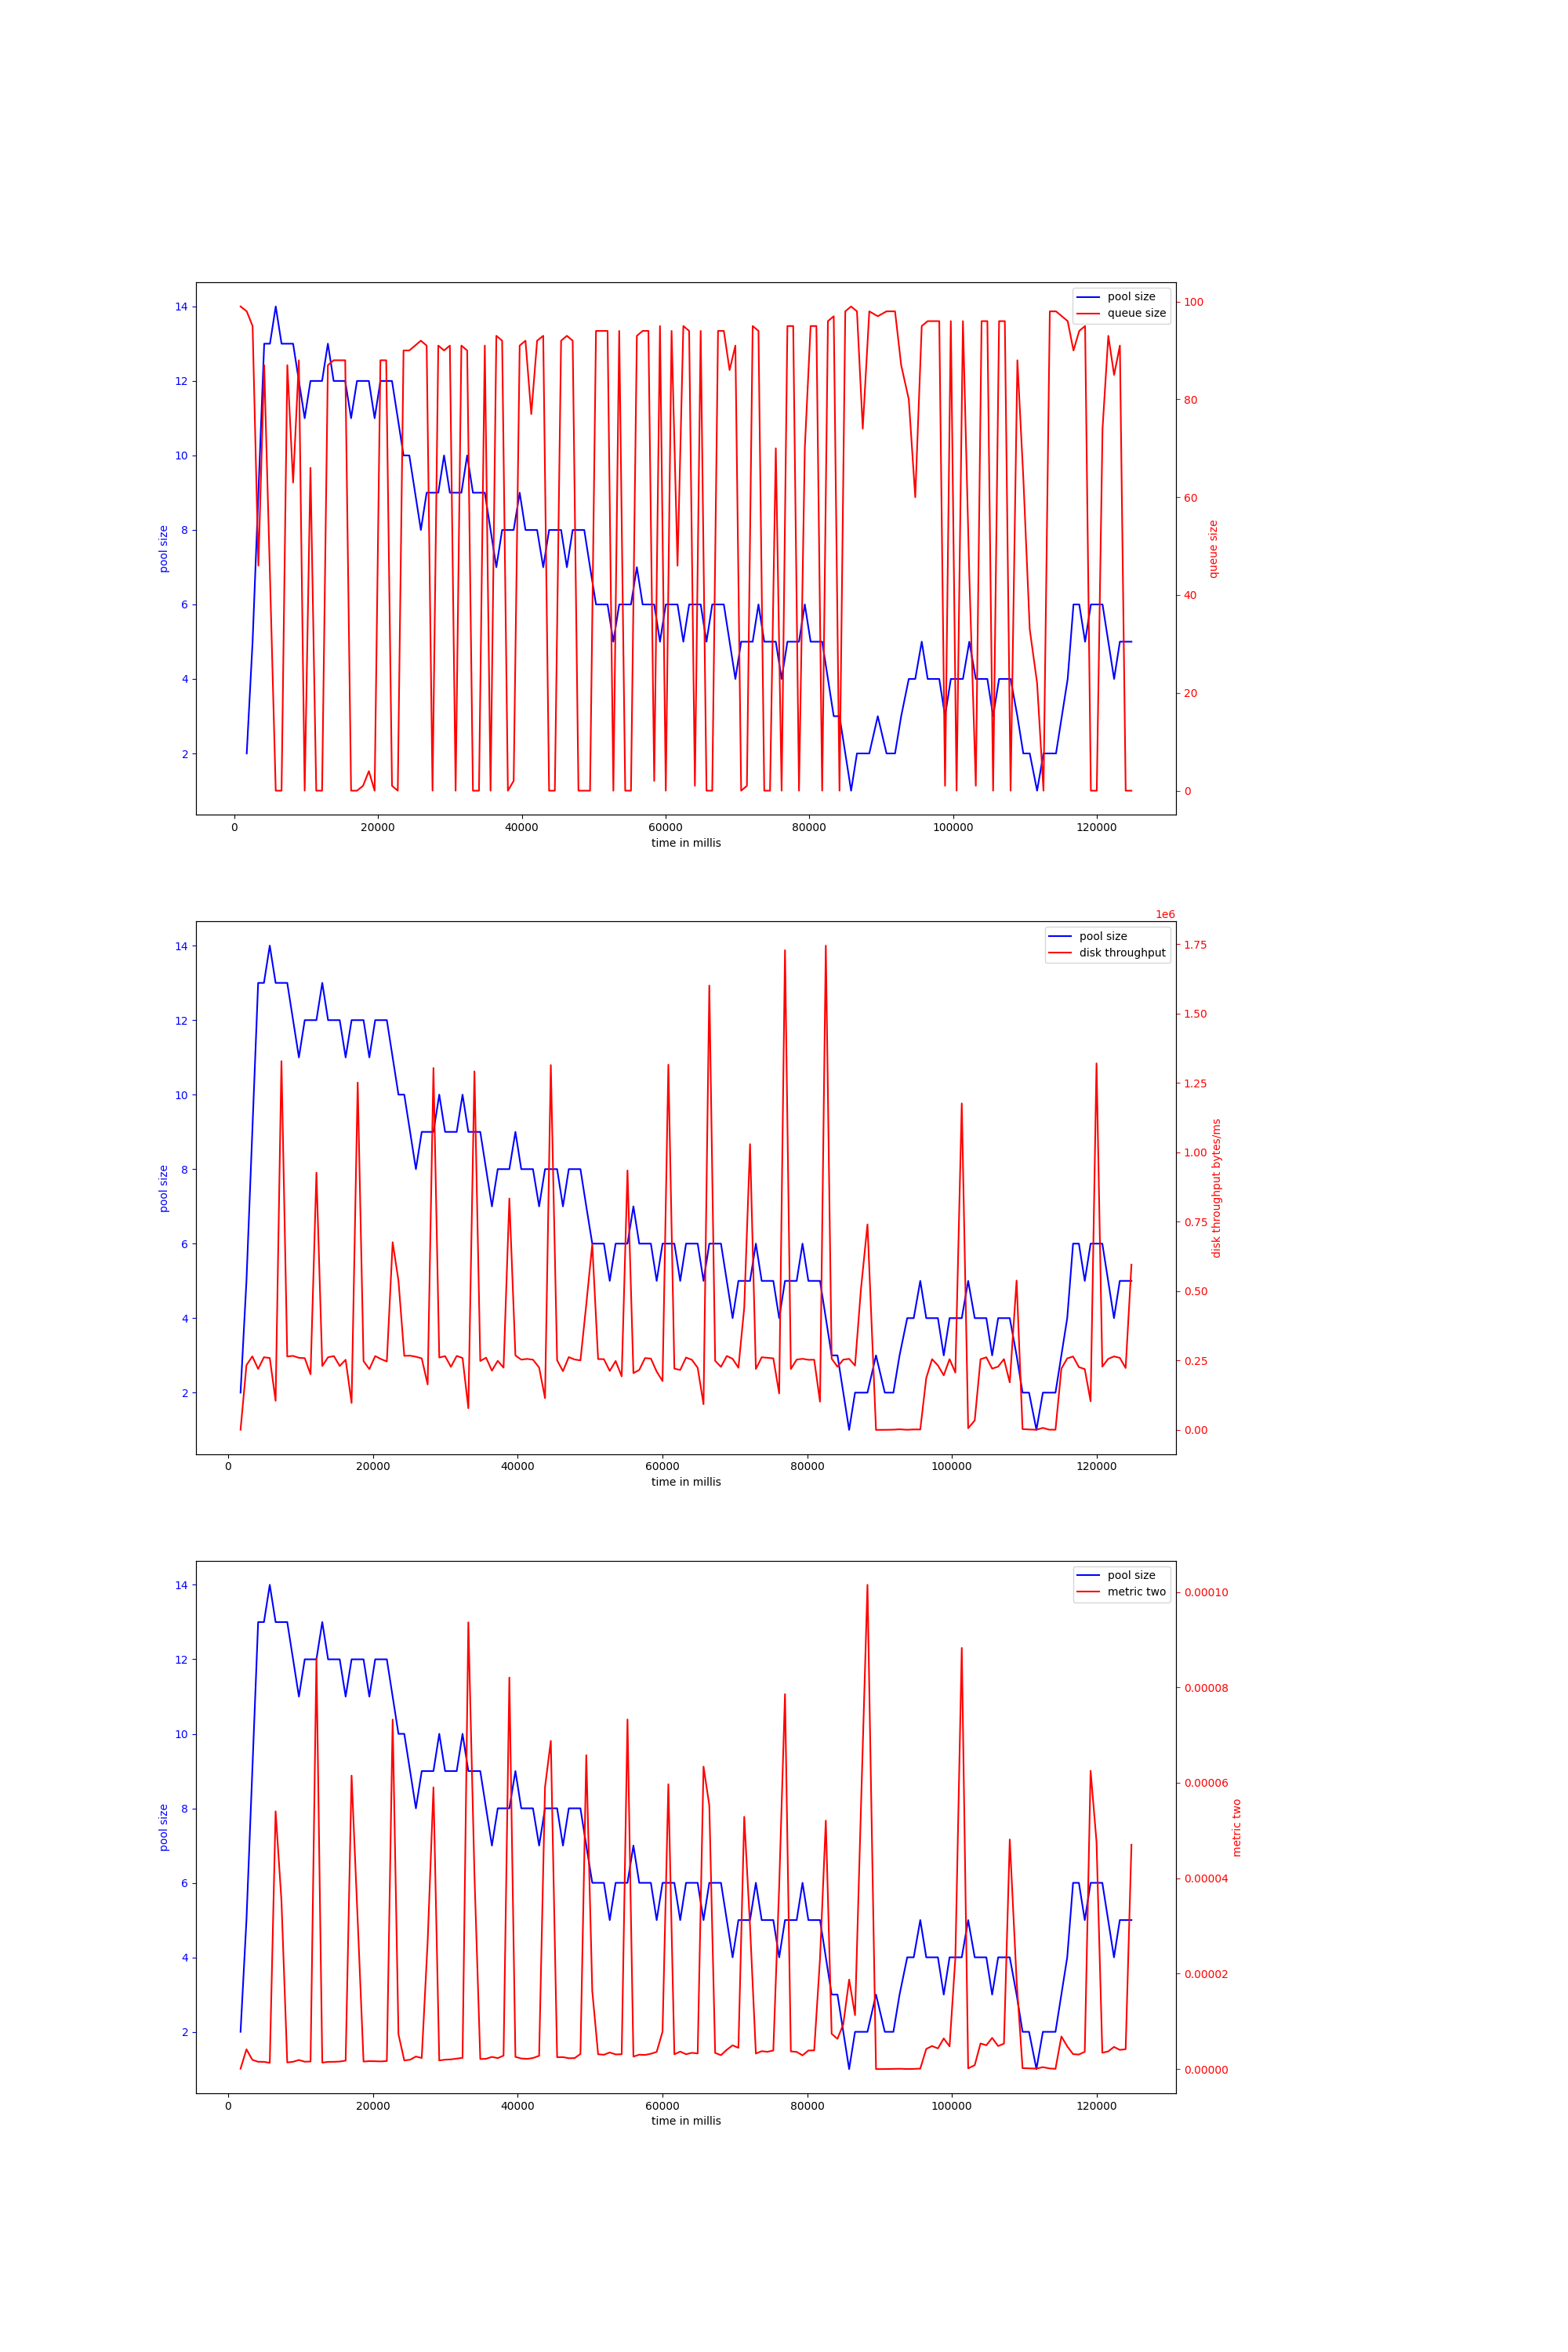 pool size
queue size
14
12
10
8
6
4
2
pool size
100
80
60
40
20
0
queue size
0 20000 40000 60000 80000 100000 120000
time in millis
1e6
pool size
disk throughput
14
12
10
8
6
4
2
pool size
1.75
1.50
1.25
1.00
0.75
0.50
0.25
0.00
disk throughput bytes/ms
0 20000 40000 60000 80000 100000 120000
time in millis
pool size
metric two
14
12
10
8
6
4
2
pool size
0.00010
0.00008
0.00006
0.00004
0.00002
0.00000
metric two
0 20000 40000 60000 80000 100000 120000
time in millis